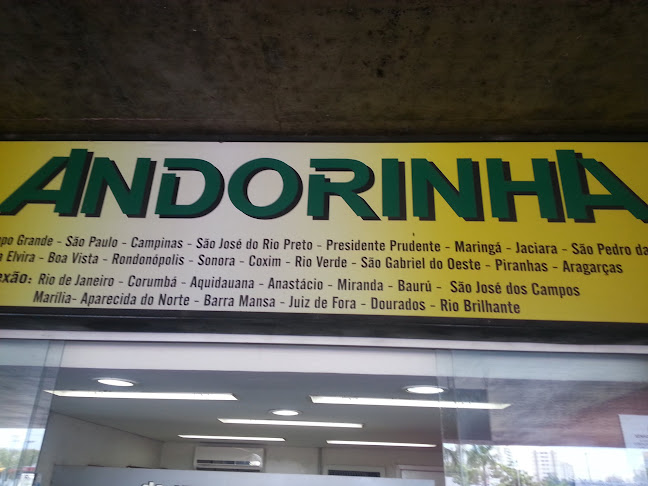 ANDORINHA
Grande - São Paulo - Campinas - São José do Rio Preto - Presidente Prudente - Maringá - Jaciara - São Pedro da
Elvira - Boa Vista - Rondonópolis - Sonora - Coxim - Rio Verde - São Gabriel do Oeste - Piranhas - Aragarças
exão: Rio de Janeiro - Corumbá - Aquidauana - Anastácio - Miranda - Baurú - São José dos Campos
Marília- Aparecida do Norte - Barra Mansa - Juiz de Fora - Dourados - Rio Brilhante